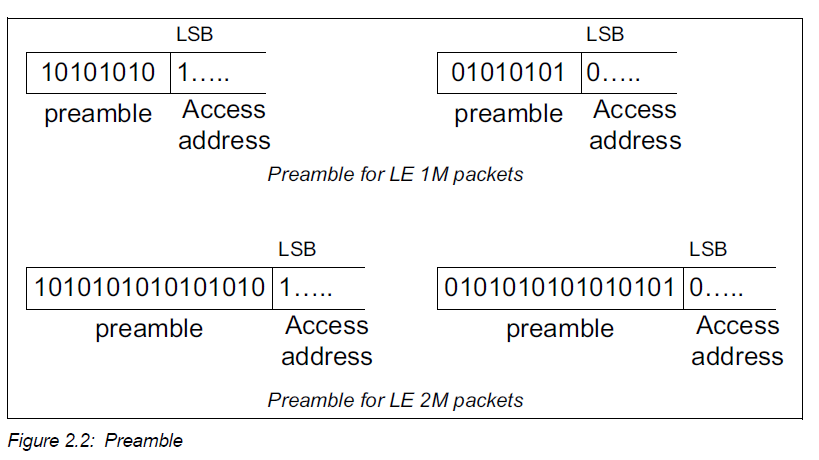 LSB LSB
10101010 1..... 01010101 0.....
preamble Access address preamble Access address
Preamble for LE 1M packets
LSB LSB
1010101010101010 1..... 0101010101010101 0.....
preamble Access address preamble Access address
Preamble for LE 2M packets
Figure 2.2: Preamble